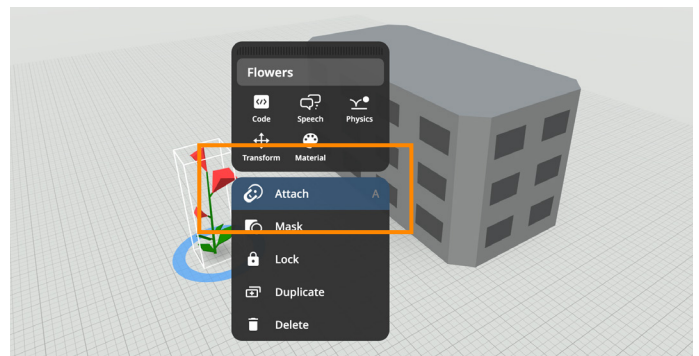 Flowers
Code Speech Physics
Transform Material
Attach A
Mask
Lock
Duplicate
Delete